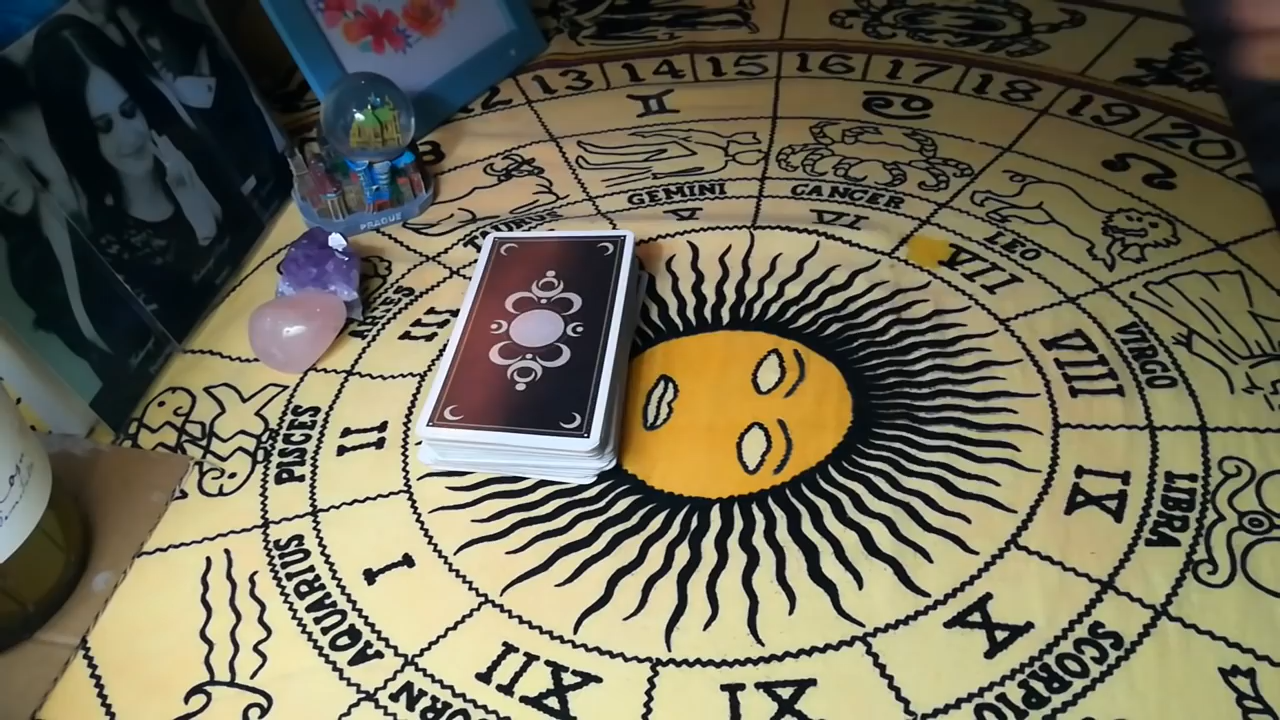 12 13 14 15 16 17 18 19 20
GEMINI
CANCER
LEO
VIRGO
LIBRA
SCORPIO
AQUARIUS
PISCES
ARIES
TAURUS
V
VI
VII
VIII
IX
X
XI
XII
I
II
III
PRAGUE